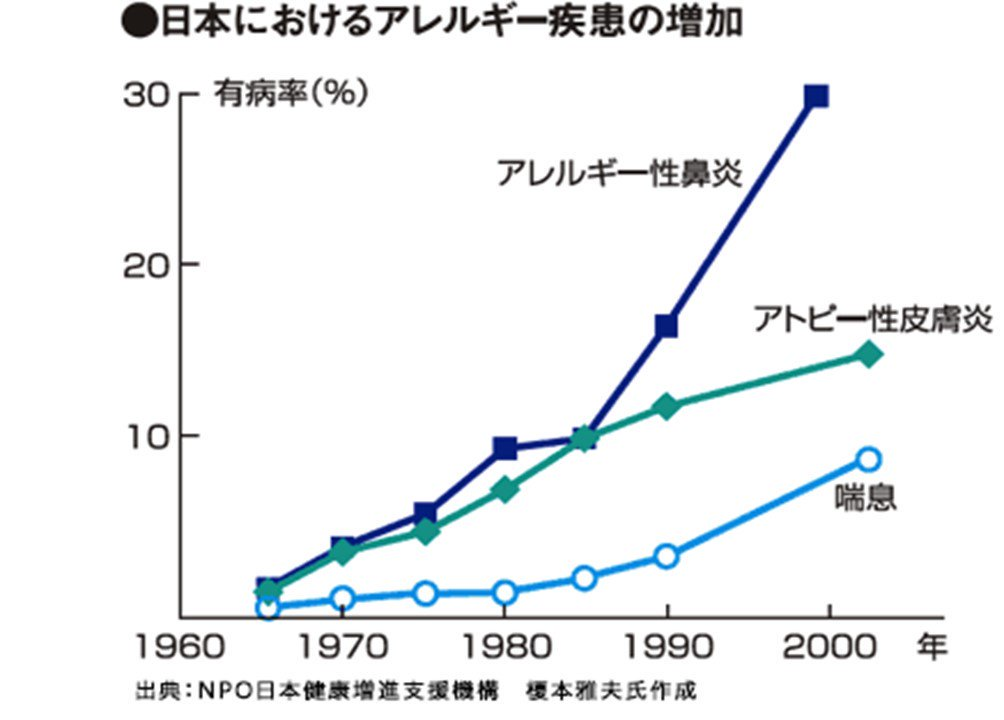 ●日本におけるアレルギー疾患の増加
有病率(%)
30
アレルギー性鼻炎
20
アトピー性皮膚炎
10
喘息
1960 1970 1980 1990 2000 年
出典:NPO日本健康増進支援機構 榎本雅夫氏作成